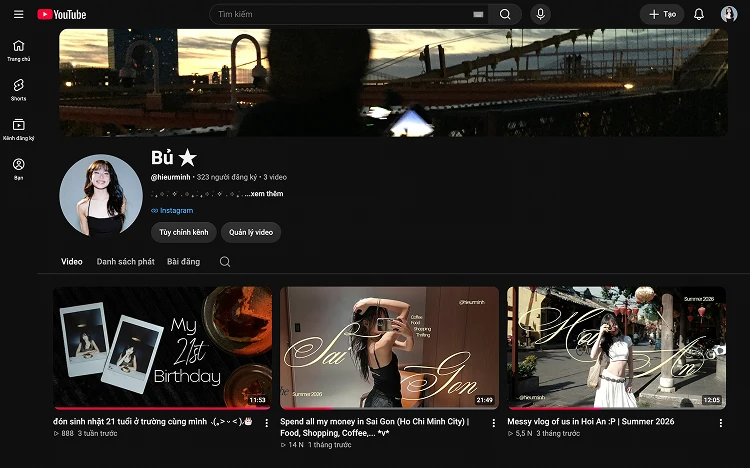 YouTube
Tìm kiếm
Tạo
Trang chủ
Shorts
Kênh đăng ký
Bạn
Bủ ★
@hieurminh • 323 người đăng ký • 3 video
...xem thêm
Instagram
Tùy chỉnh kênh
Quản lý video
Video Danh sách phát Bài đăng
My
21st
Birthday
11:53
@hieurminh
Coffee
Food
Shopping
Thrifting
Sai
Gon
Summer 2026
21:49
Summer 2026
Hoi
An
@hieurminh
12:05
đón sinh nhật 21 tuổi ở trường cùng mình
888 3 tuần trước
Spend all my money in Sai Gon (Ho Chi Minh City) |
Food, Shopping, Coffee,... *v*
14 N 1 tháng trước
Messy vlog of us in Hoi An :P | Summer 2026
5,5 N 3 tháng trước